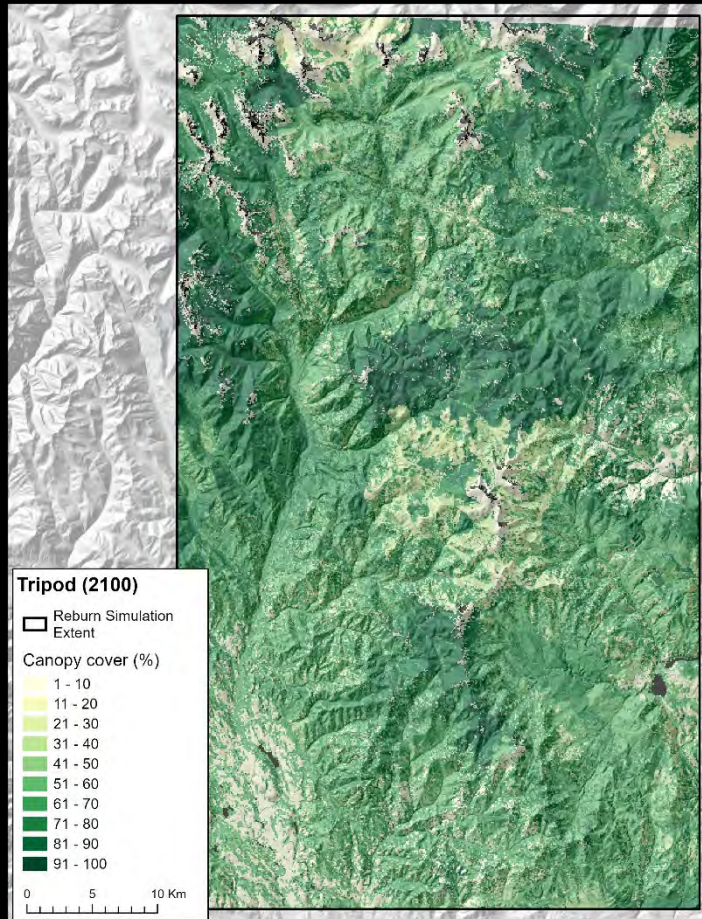 Tripod (2100)
Reburn Simulation
Extent
Canopy cover (%)
1 - 10
11 - 20
21 - 30
31 - 40
41 - 50
51 - 60
61 - 70
71 - 80
81 - 90
91 - 100
0 5 10 Km